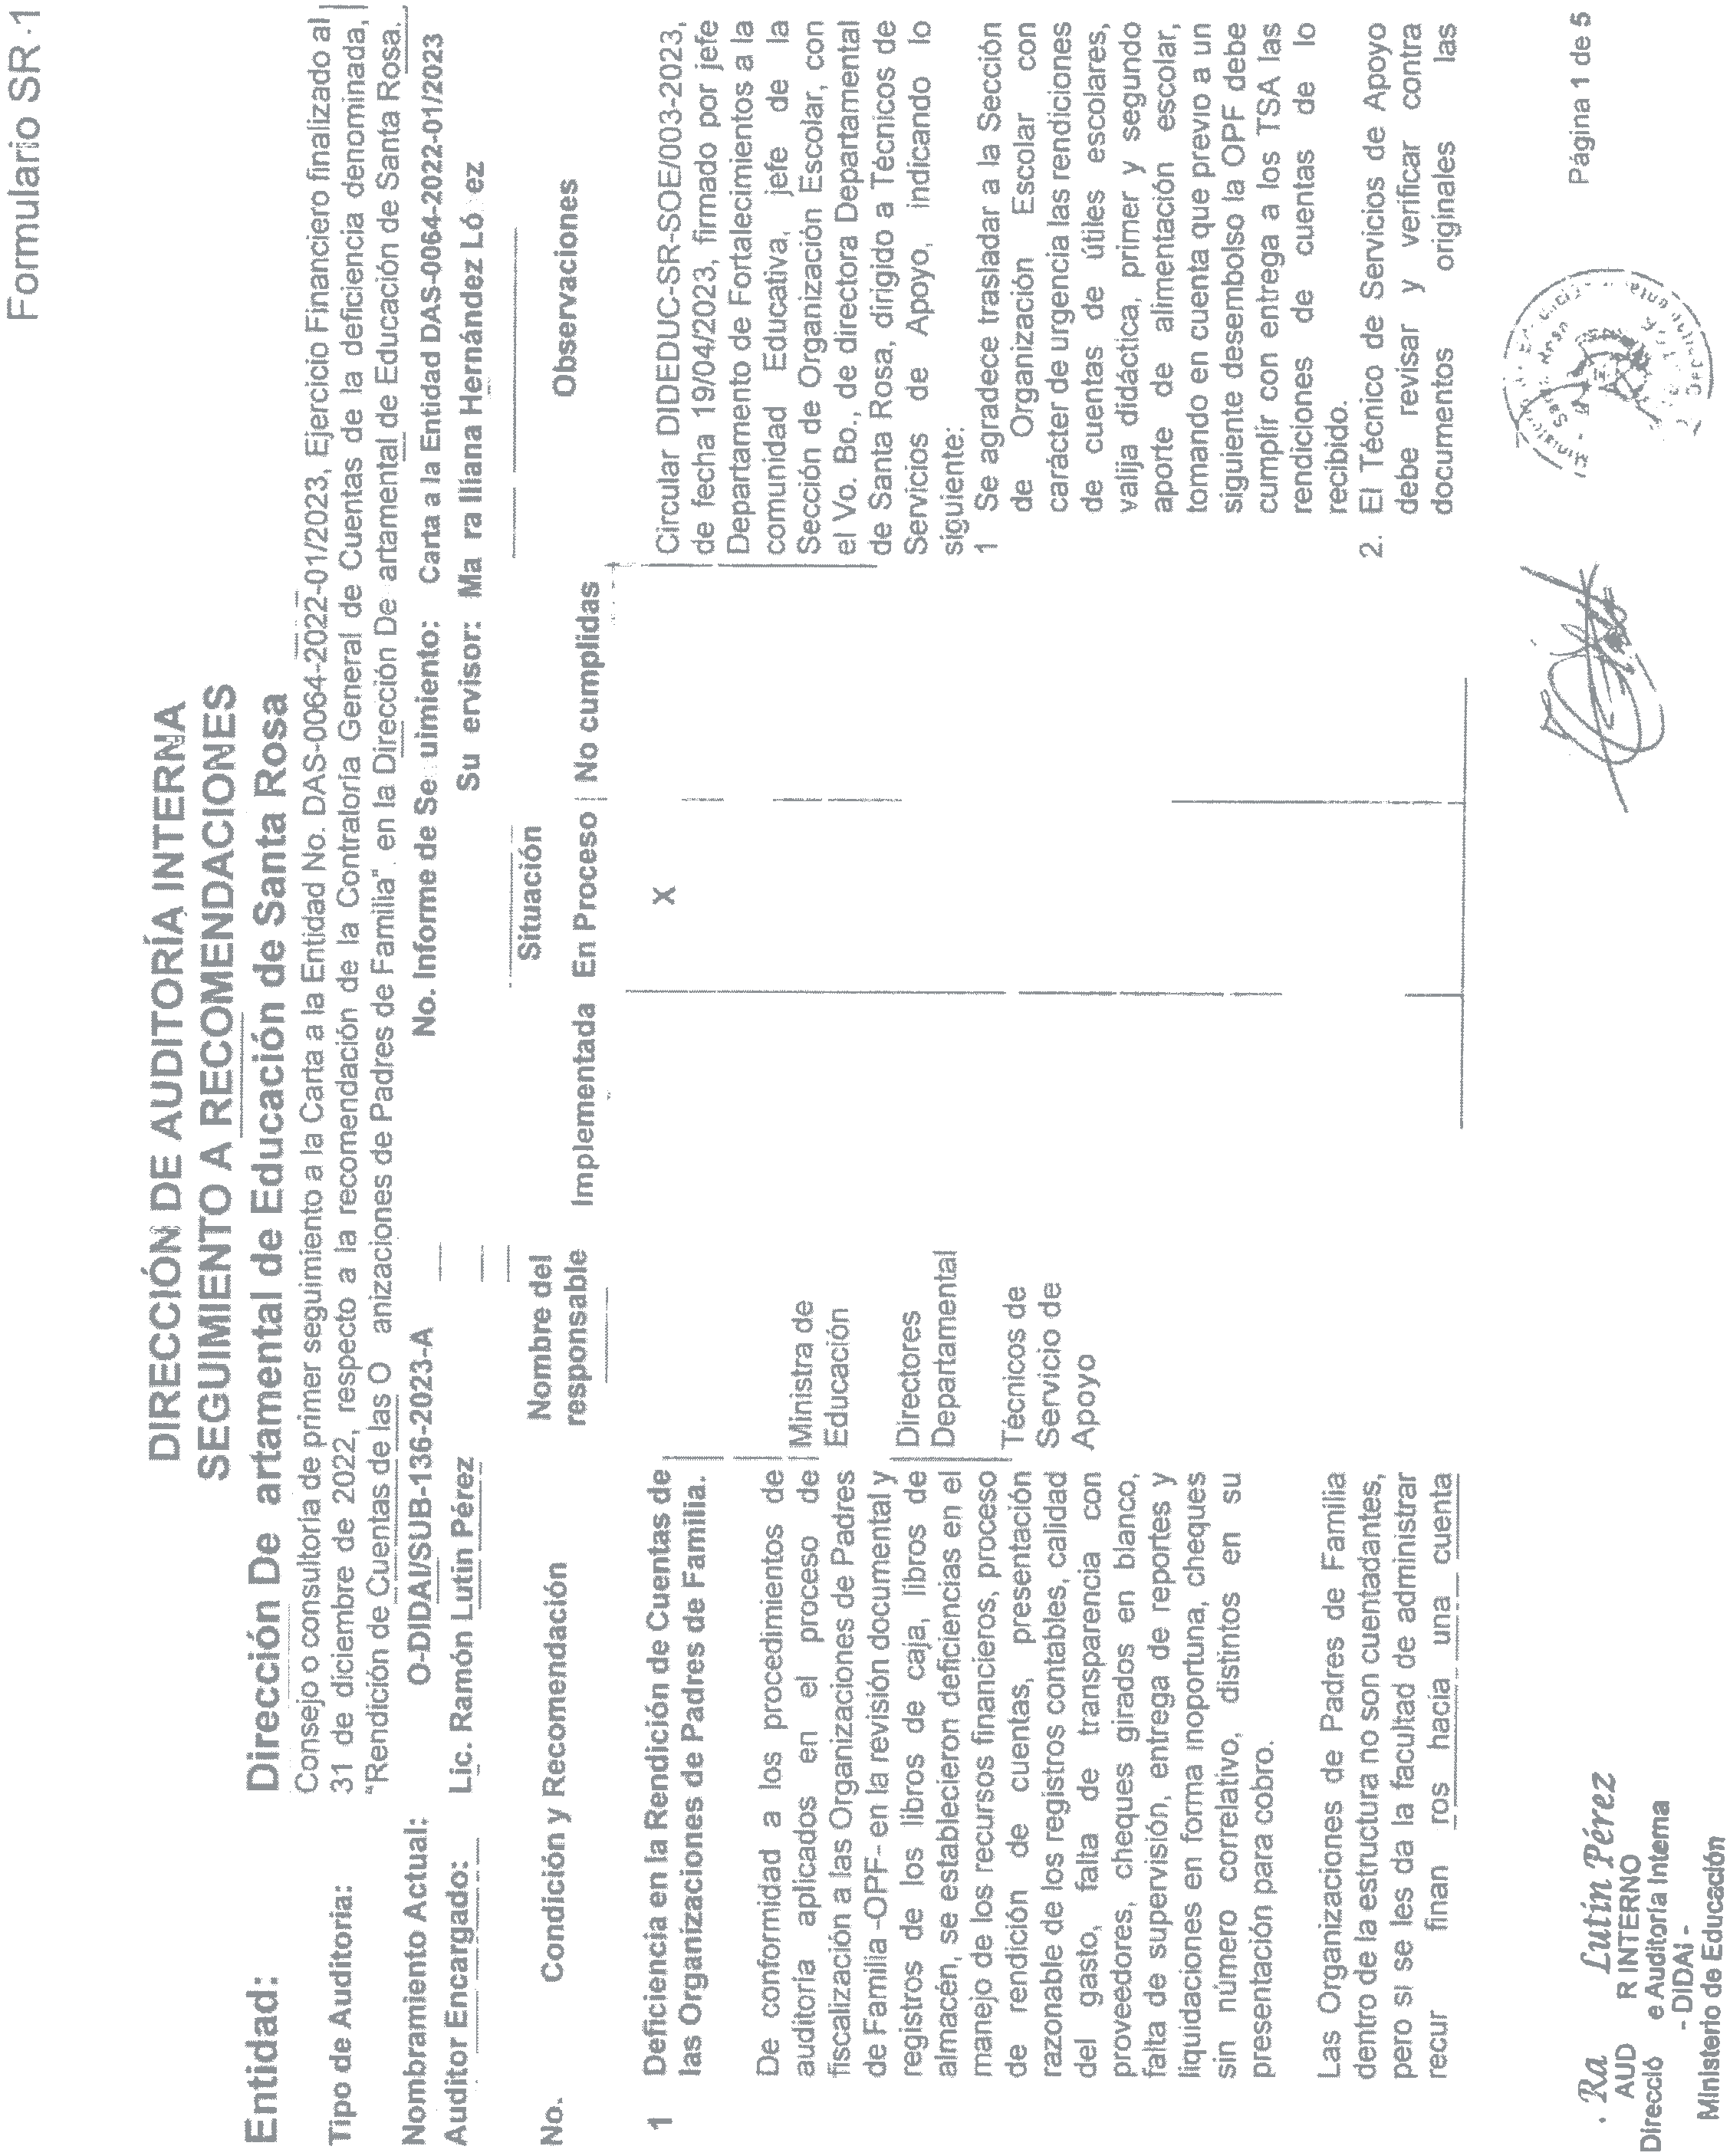 Formulario SR-1
DIRECCIÓN DE AUDITORÍA INTERNA
SEGUIMIENTO A RECOMENDACIONES
Entidad: Dirección De artamental de Educación de Santa Rosa
Tipo de Auditoria: Consejo o consultoría de primer seguimiento a la Carta a la Entidad No. DAS-0064-2022-01/2023, Ejercicio Financiero finalizado al
31 de diciembre de 2022, respecto a la recomendación de la Contraloría General de Cuentas de la deficiencia denominada,
“Rendición de Cuentas de las O anizaciones de Padres de Familia". en la Dirección De artamental de Educación de Santa Rosa.
Nombramiento Actual: O-DIDAI/SUB-136-2023-A No. Informe de Se uimiento: Carta a la Entidad DAS-0064-2022-01/2023
Auditor Encargado: Lic. Ramón Lutin Pérez Su ervisor: Ma ra Iliana Hernández Ló ez
No. Condición y Recomendación Nombre del responsable Situación Observaciones
Implementada En Proceso No cumplidas
1 Deficiencia en la Rendición de Cuentas de
las Organizaciones de Padres de Familia.
De conformidad a los procedimientos de
auditoria aplicados en el proceso de
fiscalización a las Organizaciones de Padres
de Familia -OPF- en la revisión documental y
registros de los libros de caja, libros de
almacén, se establecieron deficiencias en el
manejo de los recursos financieros, proceso
de rendición de cuentas, presentación
razonable de los registros contables, calidad
del gasto, falta de transparencia con
proveedores, cheques girados en blanco,
falta de supervisión, entrega de reportes y
liquidaciones en forma inoportuna, cheques
sin número correlativo, distintos en su
presentación para cobro.
Las Organizaciones de Padres de Familia
dentro de la estructura no son cuentadantes,
pero si se les da la facultad de administrar
recur finan ros hacia una cuenta
Ministra de
Educación
Directores
Departamental
Técnicos de
Servicio de
Apoyo
X
Circular DIDEDUC-SR-SOE/003-2023,
de fecha 19/04/2023, firmado por jefe
Departamento de Fortalecimientos a la
comunidad Educativa, jefe de la
Sección de Organización Escolar, con
el Vo. Bo., de directora Departamental
de Santa Rosa, dirigido a Técnicos de
Servicios de Apoyo, indicando lo
siguiente:
1 Se agradece trasladar a la Sección
de Organización Escolar con
carácter de urgencia las rendiciones
de cuentas de útiles escolares,
valija didáctica, primer y segundo
aporte de alimentación escolar,
tomando en cuenta que previo a un
siguiente desembolso la OPF debe
cumplir con entrega a los TSA las
rendiciones de cuentas de lo
recibido.
2. El Técnico de Servicios de Apoyo
debe revisar y verificar contra
documentos originales las
. Ra Lutín Pérez
AUD R INTERNO
Direcció e Auditoría Interna
- DIDAI -
Ministerio de Educación
Página 1 de 5